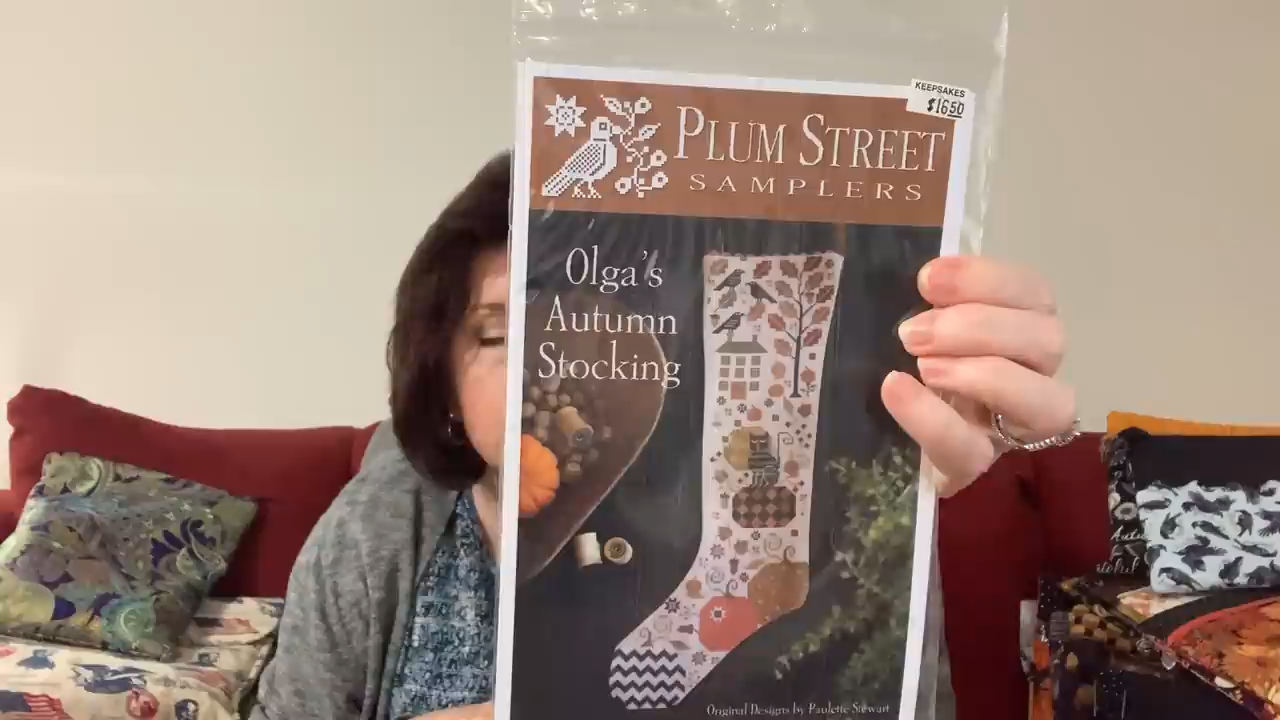 KEEPSAKES
$16.50
PLUM STREET
SAMPLERS
Olga's
Autumn
Stocking
Original Designs by Paulette Stewart